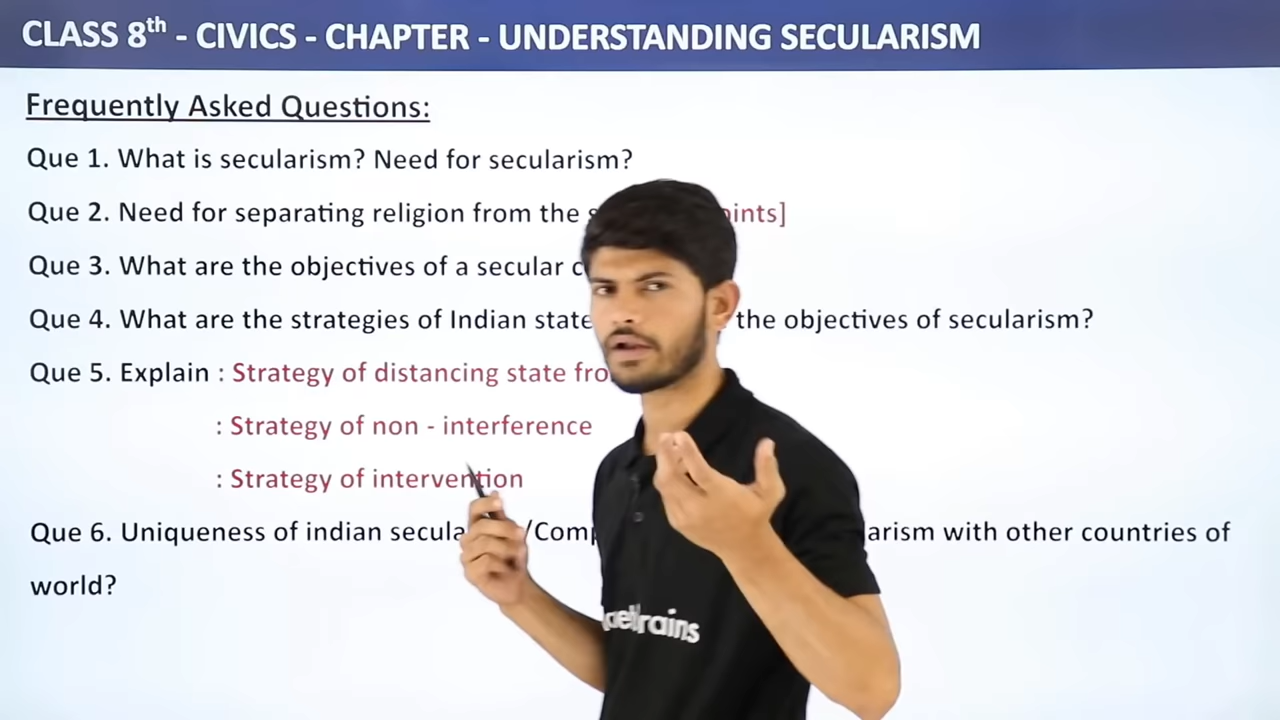 CLASS 8th - CIVICS - CHAPTER - UNDERSTANDING SECULARISM
Frequently Asked Questions:
Que 1. What is secularism? Need for secularism?
Que 2. Need for separating religion from the
Que 3. What are the objectives of a secular
Que 4. What are the strategies of Indian state the objectives of secularism?
Que 5. Explain : Strategy of distancing state
: Strategy of non - interference
: Strategy of intervention
Que 6. Uniqueness of indian with other countries of
world?